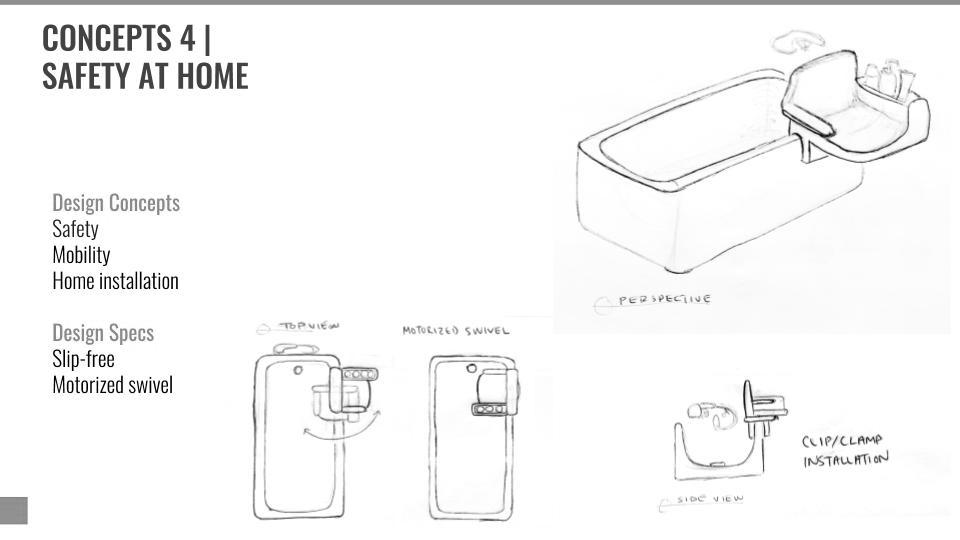 CONCEPTS 4 |
SAFETY AT HOME
Design Concepts
Safety
Mobility
Home installation
Design Specs
Slip-free
Motorized swivel
PERSPECTIVE
TOP VIEW
MOTORIZED SWIVEL
CLIP/CLAMP
INSTALLATION
SIDE VIEW